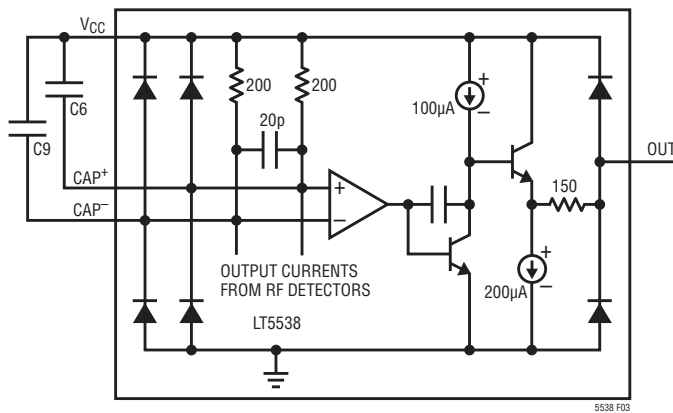 VCC
200
200
100µA
+
−
C6
20p
C9
OUT
CAP+
+
150
CAP−
−
+
−
200µA
OUTPUT CURRENTS
FROM RF DETECTORS
LT5538
5538 F03